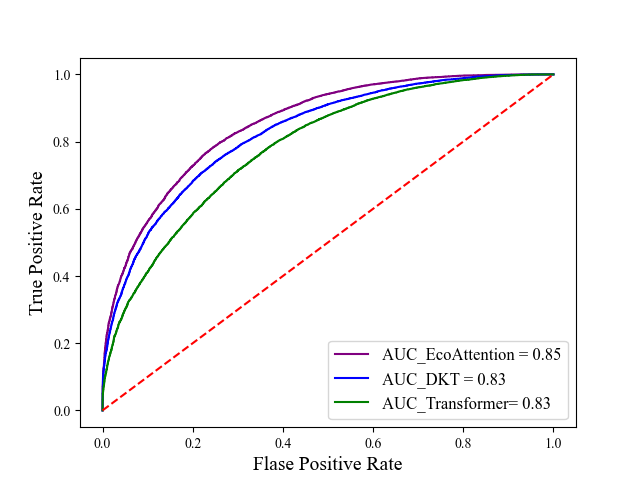 1.0
0.8
0.6
0.4
0.2
0.0
True Positive Rate
AUC_EcoAttention = 0.85
AUC_DKT = 0.83
AUC_Transformer= 0.83
0.0 0.2 0.4 0.6 0.8 1.0
Flase Positive Rate